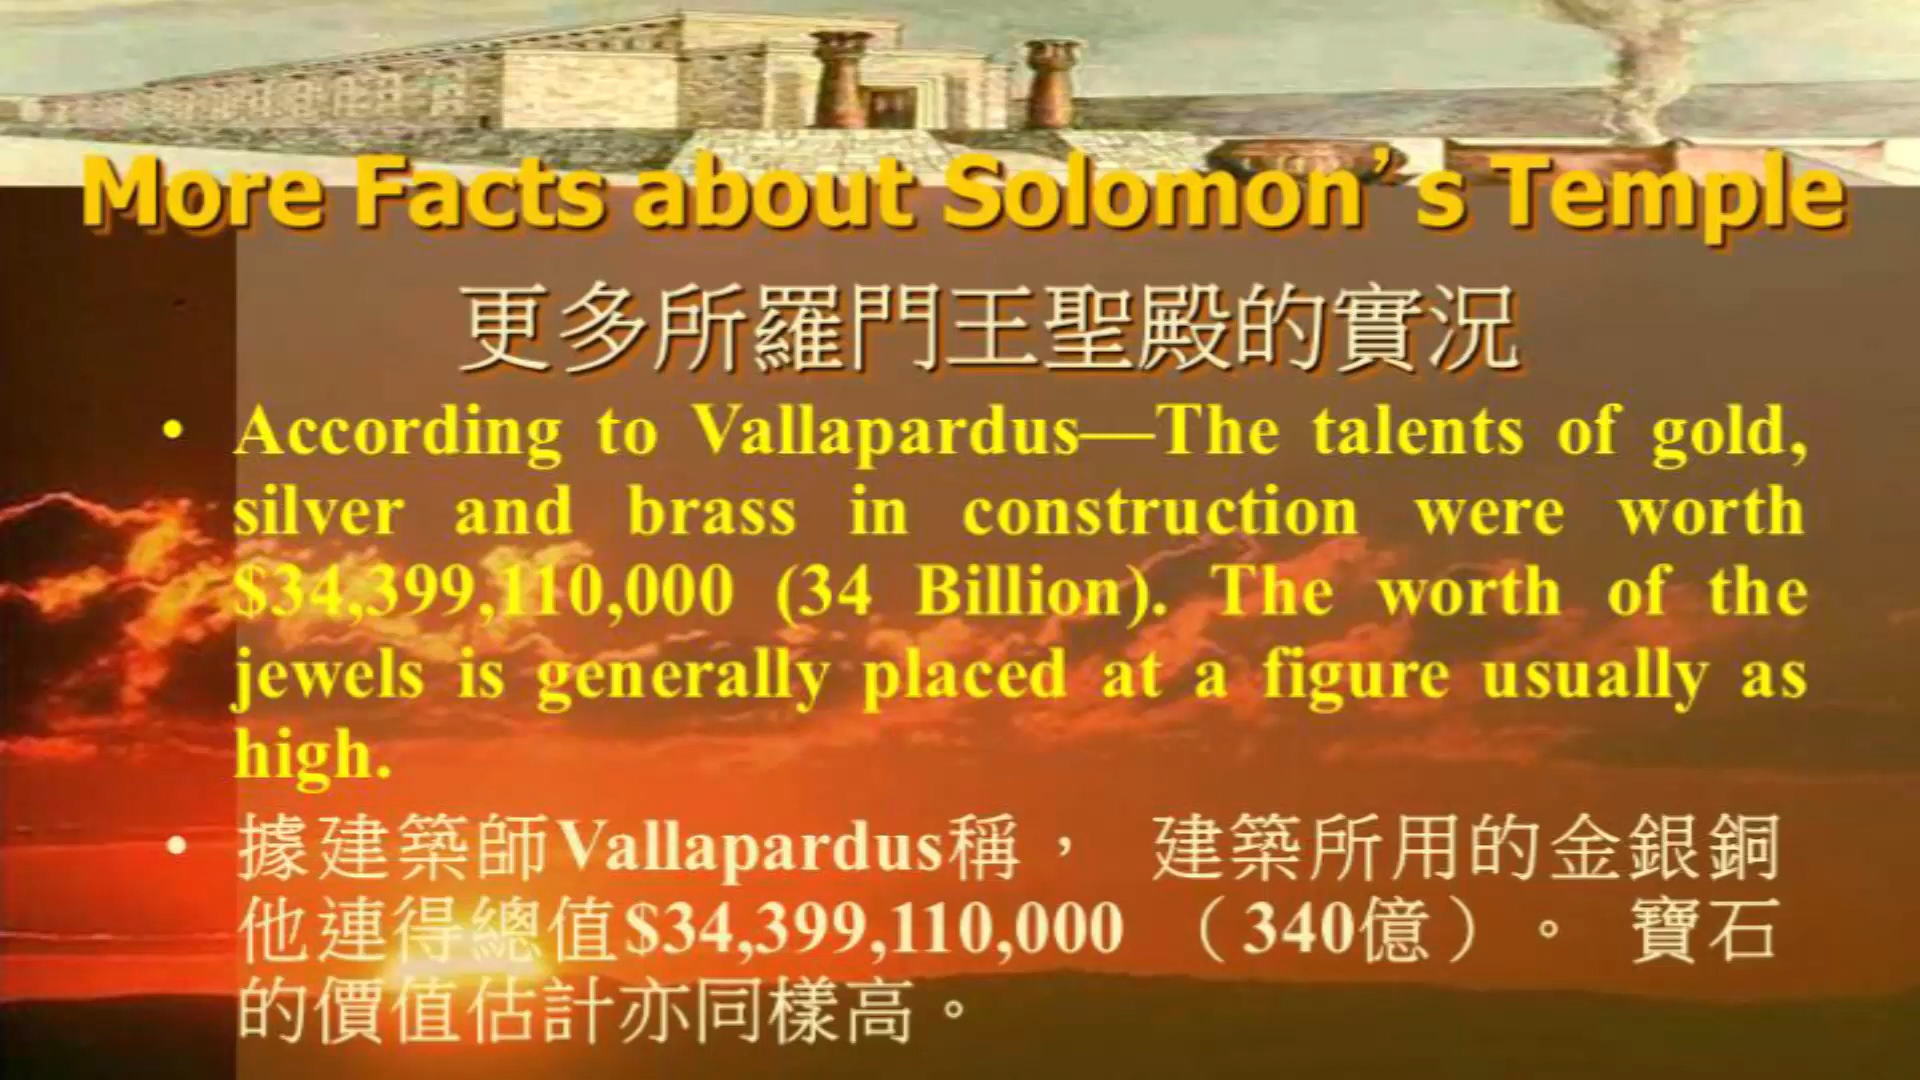 More Facts about Solomon’s Temple
更多所羅門王聖殿的實況
• According to Vallapardus—The talents of gold,
silver and brass in construction were worth
$34,399,110,000 (34 Billion). The worth of the
jewels is generally placed at a figure usually as
high.
• 據建築師Vallapardus稱， 建築所用的金銀銅
他連得總值$34,399,110,000 （340億）。 寶石
的價值估計亦同樣高。